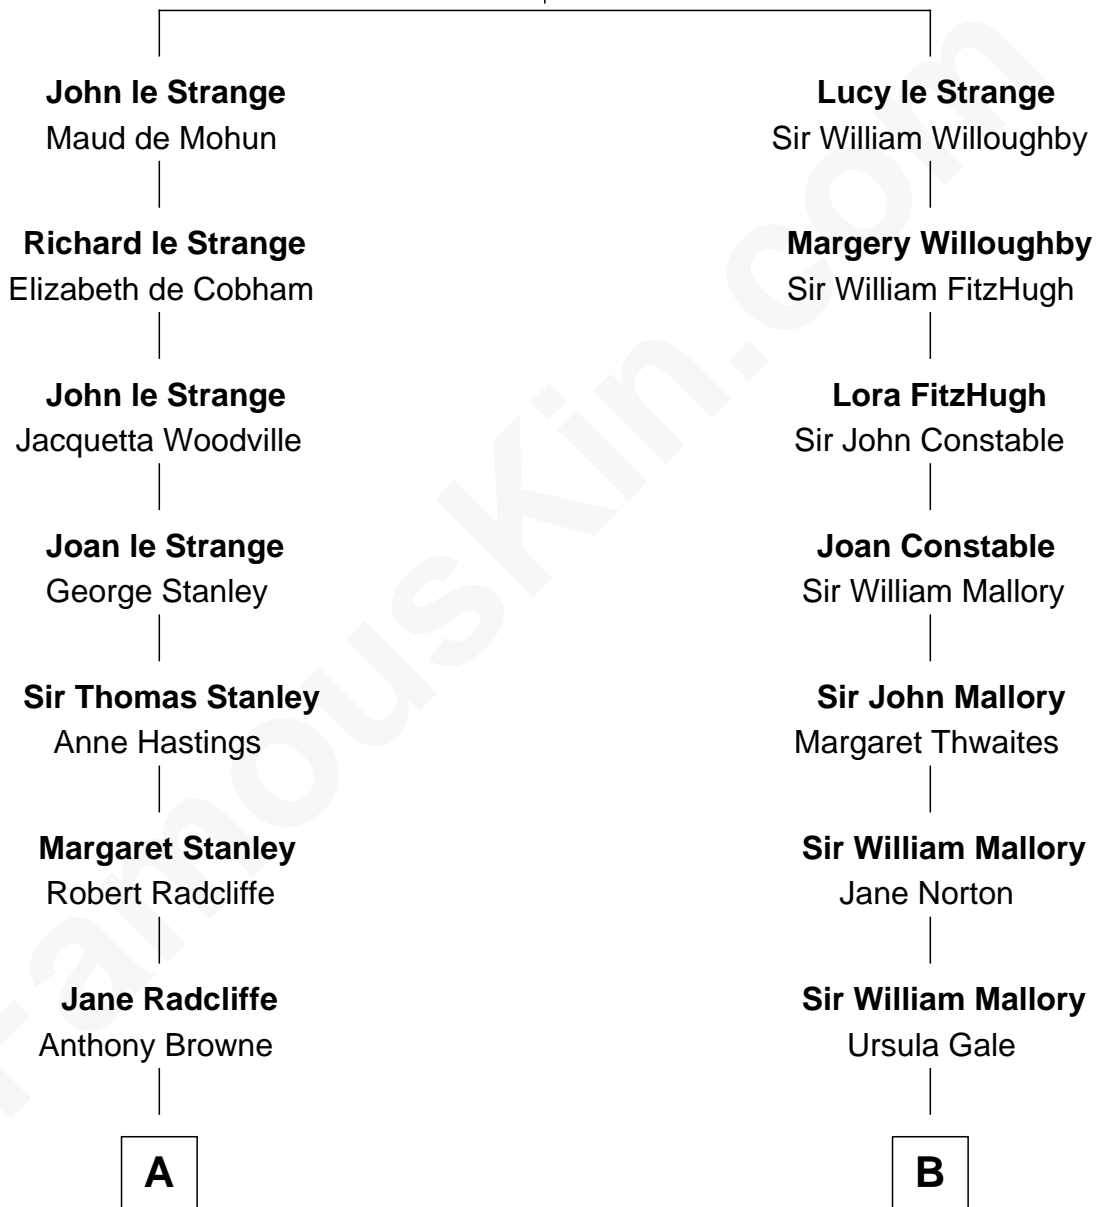 John le Strange
Maud de Mohun
Lucy le Strange
Sir William Willoughby
Richard le Strange
Elizabeth de Cobham
Margery Willoughby
Sir William FitzHugh
John le Strange
Jacquetta Woodville
Lora FitzHugh
Sir John Constable
Joan le Strange
George Stanley
Joan Constable
Sir William Mallory
Sir Thomas Stanley
Anne Hastings
Sir John Mallory
Margaret Thwaites
Margaret Stanley
Robert Radcliffe
Sir William Mallory
Jane Norton
Jane Radcliffe
Anthony Browne
Sir William Mallory
Ursula Gale
A
B
FamousKin.com